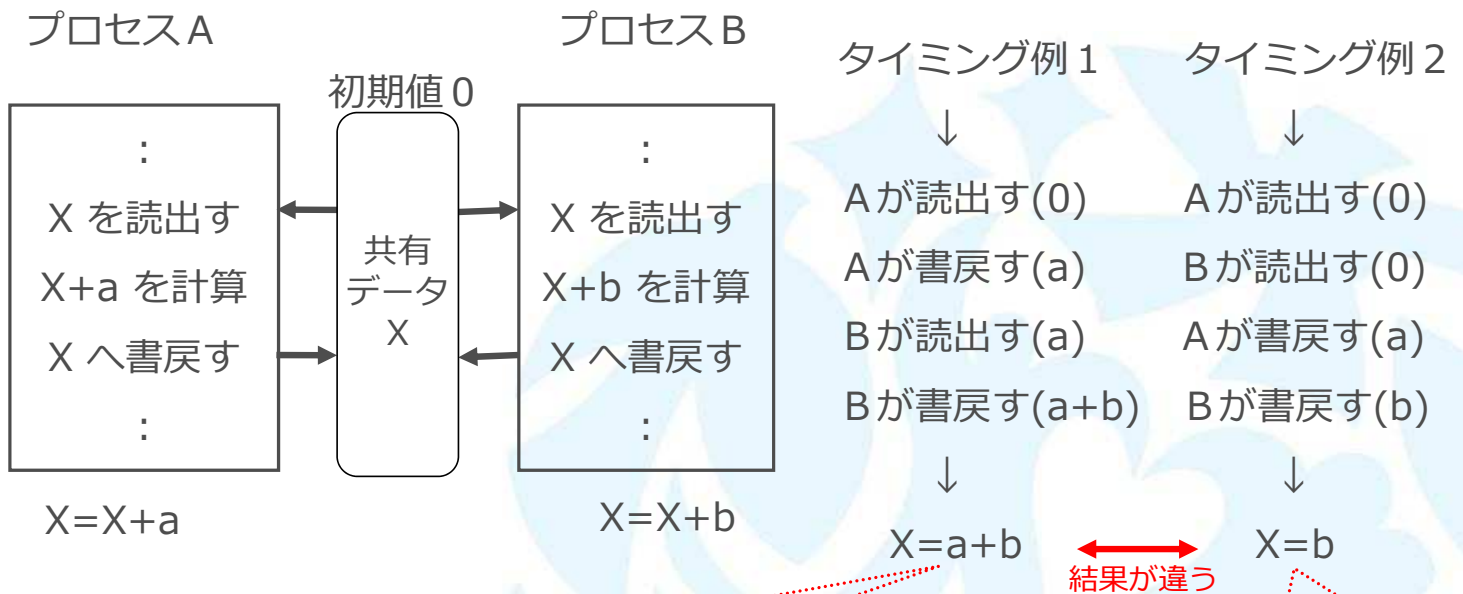 プロセスA
プロセスB
初期値0
:
X を読出す
X+a を計算
X へ書戻す
:
X=X+a
共有
データ
X
:
X を読出す
X+b を計算
X へ書戻す
:
X=X+b
タイミング例1
↓
Aが読出す(0)
Aが書戻す(a)
Bが読出す(a)
Bが書戻す(a+b)
↓
X=a+b
タイミング例2
↓
Aが読出す(0)
Bが読出す(0)
Aが書戻す(a)
Bが書戻す(b)
↓
X=b
結果が違う